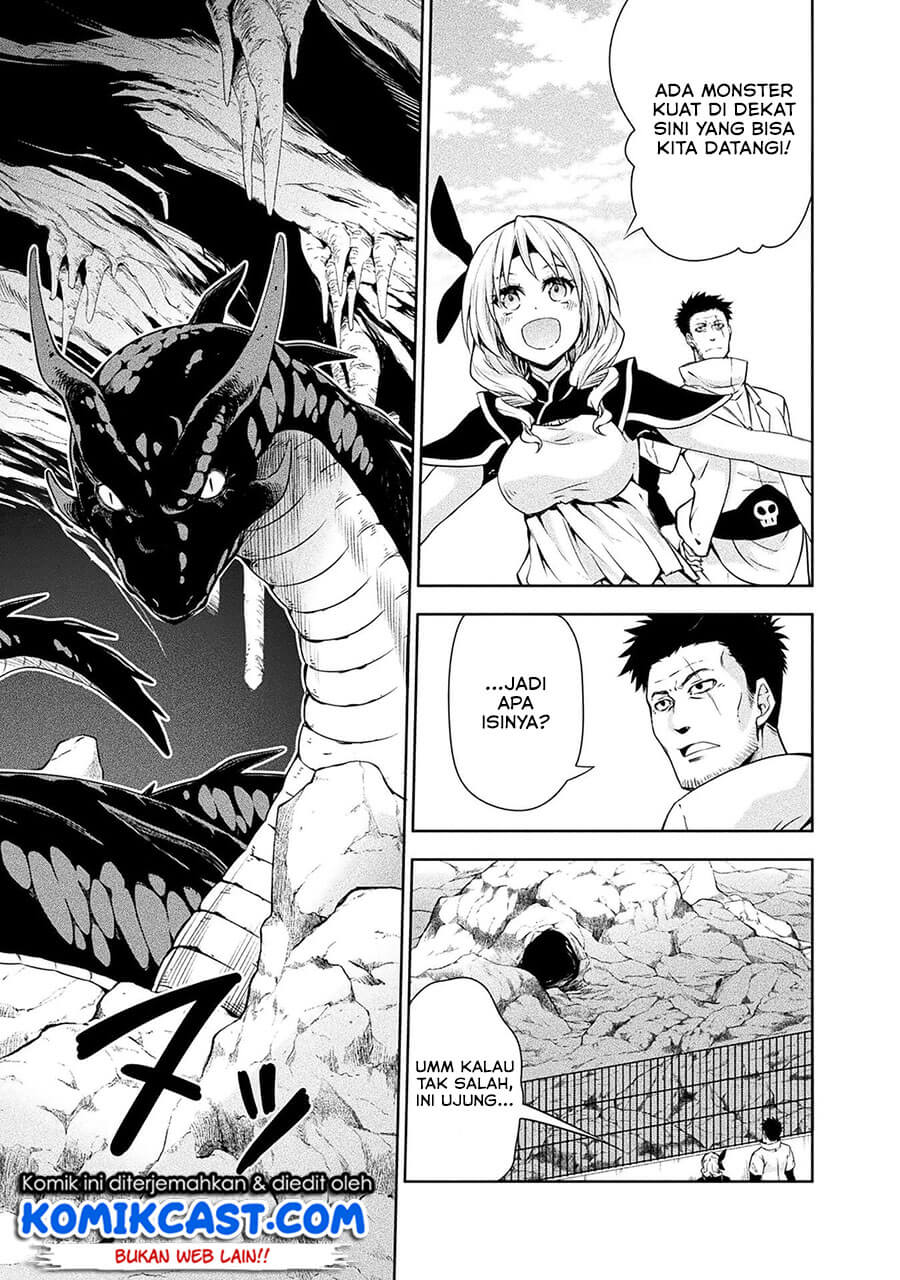 ADA MONSTER
KUAT DI DEKAT
SINI YANG BISA
KITA DATANGI!
...JADI
APA
ISINYA?
UMM KALAU
TAK SALAH,
INI UJUNG...
Komik ini diterjemahkan & diedit oleh
KOMIKCAST.COM
BUKAN WEB LAIN!!